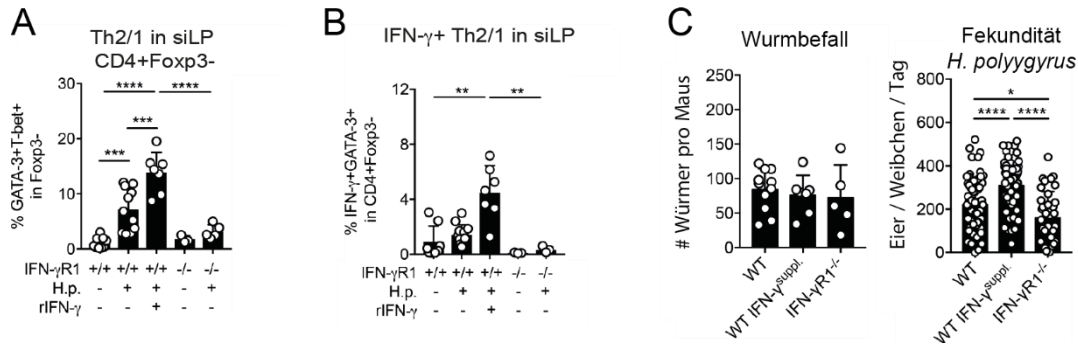 A
Th2/1 in siLP
CD4+Foxp3-
% GATA-3+T-bet+
in Foxp3-
30
20
10
0
****
****
***
***
IFN-γR1 +/+ +/+ +/+ -/- -/-
H.p. - + + - +
rIFN-γ - - + - -
B
IFN-γ+ Th2/1 in siLP
% IFN-γ+GATA-3+
in CD4+Foxp3-
12
8
4
0
**
**
IFN-γR1 +/+ +/+ +/+ -/- -/-
H.p. - + + - +
rIFN-γ - - + - -
C
Wurmbefall
# Würmer pro Maus
250
200
150
100
50
0
WT
WT IFN-γsuppl.
IFN-γR1-/-
Fekundität
H. polyygyrus
Eier / Weibchen / Tag
800
600
400
200
0
*
****
****
WT
WT IFN-γsuppl.
IFN-γR1-/-